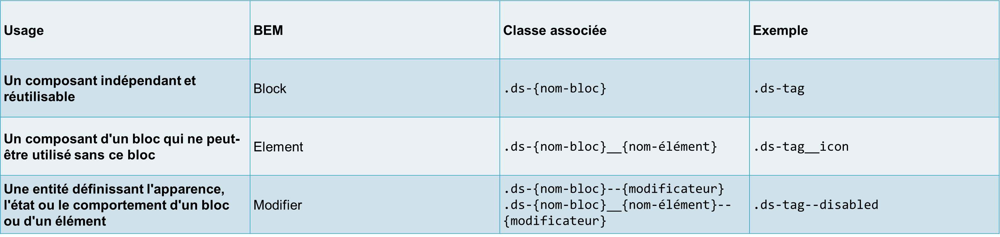 Usage
BEM
Classe associée
Exemple
Un composant indépendant et
réutilisable
Block
.ds-{nom-bloc}
.ds-tag
Un composant d'un bloc qui ne peut-
être utilisé sans ce bloc
Element
.ds-{nom-bloc}__{nom-élément}
.ds-tag__icon
Une entité définissant l'apparence,
l'état ou le comportement d'un bloc
ou d'un élément
Modifier
.ds-{nom-bloc}--{modificateur}
.ds-{nom-bloc}__{nom-élément}--
{modificateur}
.ds-tag--disabled